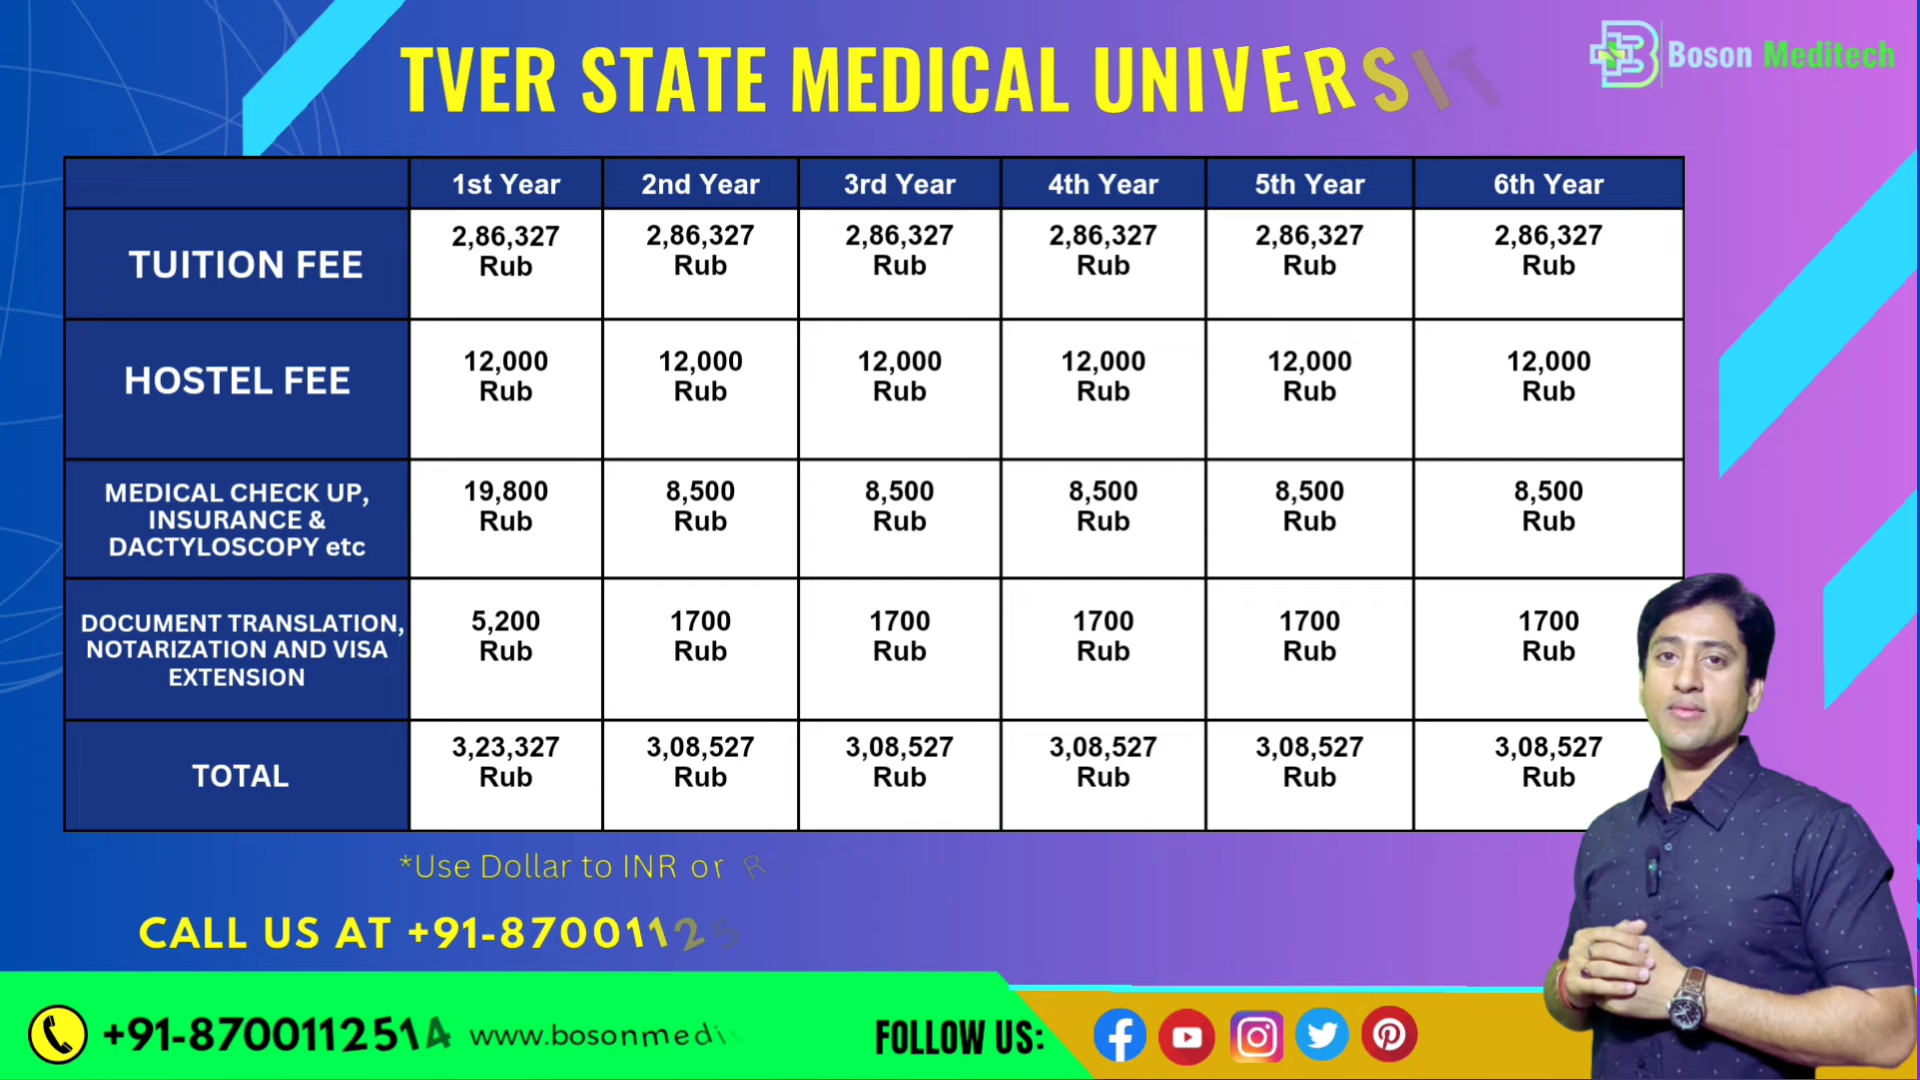 TVER STATE MEDICAL UNIVERSIT
Boson Meditech
1st Year 2nd Year 3rd Year 4th Year 5th Year 6th Year
TUITION FEE
2,86,327 2,86,327 2,86,327 2,86,327 2,86,327 2,86,327
Rub Rub Rub Rub Rub Rub
HOSTEL FEE
12,000 12,000 12,000 12,000 12,000 12,000
Rub Rub Rub Rub Rub Rub
MEDICAL CHECK UP,
INSURANCE &
DACTYLOSCOPY etc
19,800 8,500 8,500 8,500 8,500 8,500
Rub Rub Rub Rub Rub Rub
DOCUMENT TRANSLATION,
NOTARIZATION AND VISA
EXTENSION
5,200 1700 1700 1700 1700 1700
Rub Rub Rub Rub Rub Rub
TOTAL
3,23,327 3,08,527 3,08,527 3,08,527 3,08,527 3,08,527
Rub Rub Rub Rub Rub Rub
*Use Dollar to INR or R
CALL US AT +91-87001125
+91-8700112514 www.bosonmedi
FOLLOW US: